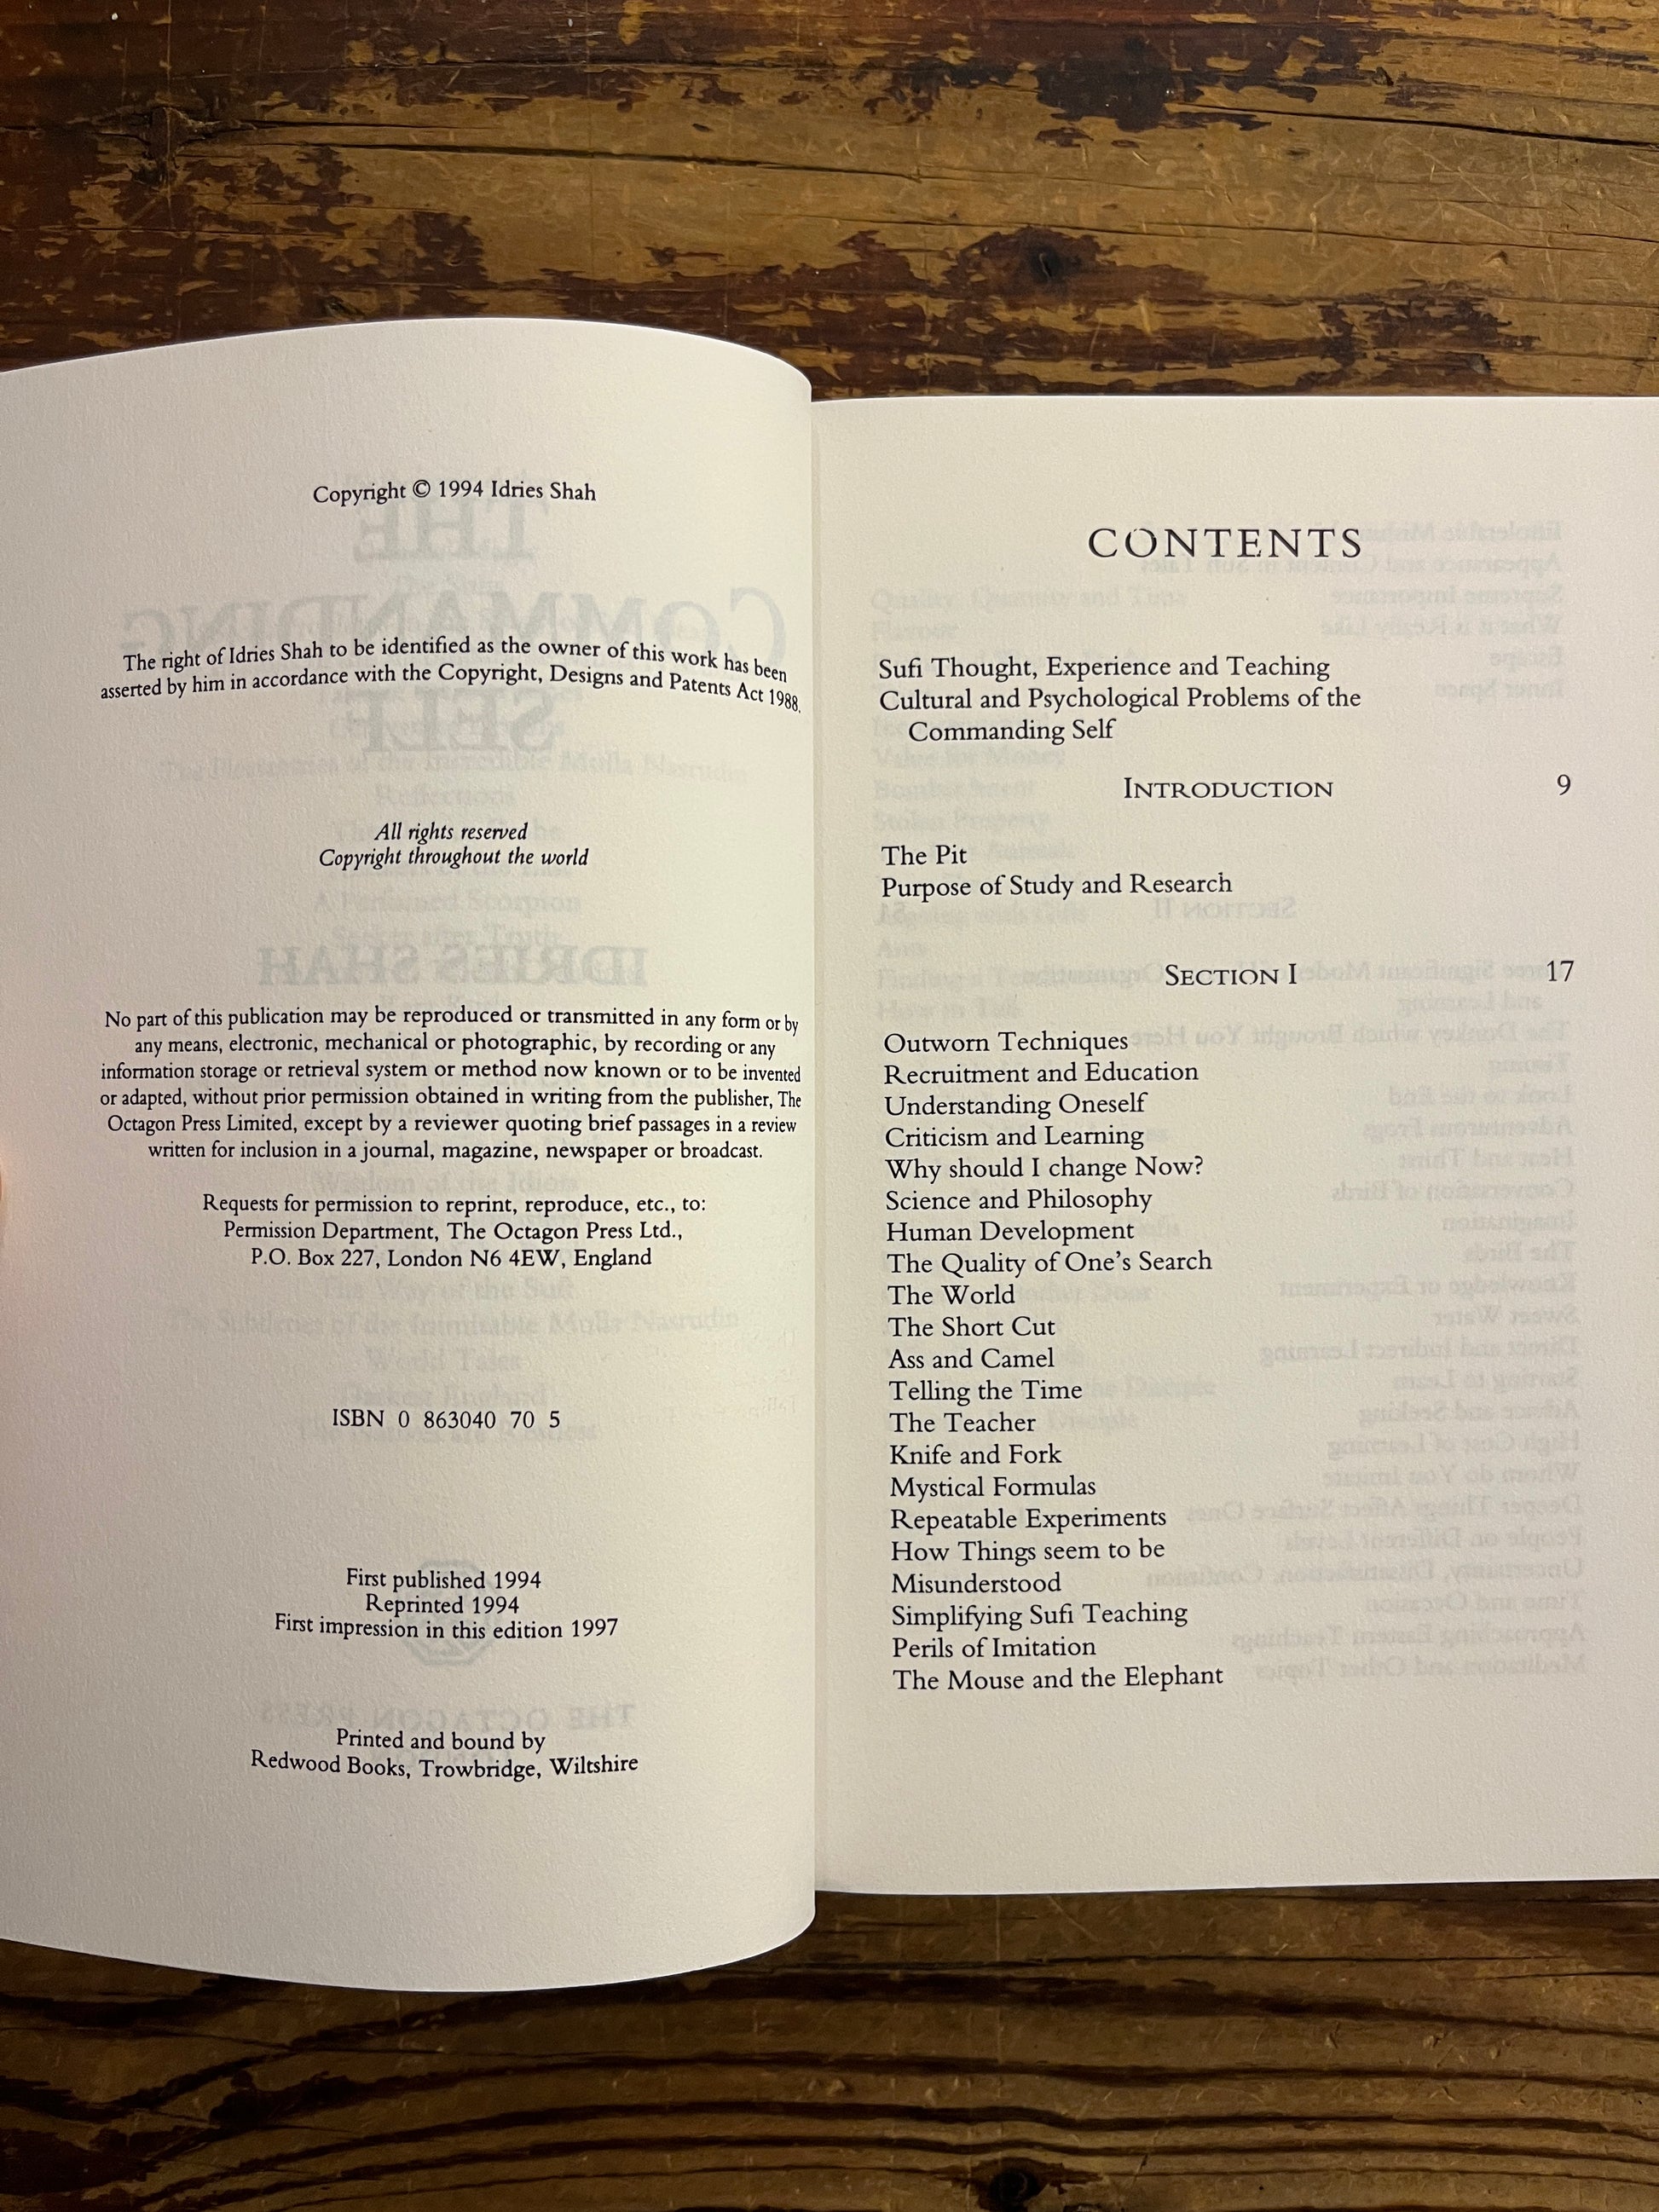 Copyright © 1994 Idries Shah
The right of Idries Shah to be identified as the owner of this work has been
asserted by him in accordance with the Copyright, Designs and Patents Act 1988.
All rights reserved
Copyright throughout the world
No part of this publication may be reproduced or transmitted in any form or by
any means, electronic, mechanical or photographic, by recording or any
information storage or retrieval system or method now known or to be invented
or adapted, without prior permission obtained in writing from the publisher, The
Octagon Press Limited, except by a reviewer quoting brief passages in a review
written for inclusion in a journal, magazine, newspaper or broadcast.
Requests for permission to reprint, reproduce, etc., to:
Permission Department, The Octagon Press Ltd.,
P.O. Box 227, London N6 4EW, England
ISBN 0 863040 70 5
First published 1994
Reprinted 1994
First impression in this edition 1997
Printed and bound by
Redwood Books, Trowbridge, Wiltshire
CONTENTS
Sufi Thought, Experience and Teaching
Cultural and Psychological Problems of the
Commanding Self
INTRODUCTION 9
The Pit
Purpose of Study and Research
SECTION I 17
Outworn Techniques
Recruitment and Education
Understanding Oneself
Criticism and Learning
Why should I change Now?
Science and Philosophy
Human Development
The Quality of One's Search
The World
The Short Cut
Ass and Camel
Telling the Time
The Teacher
Knife and Fork
Mystical Formulas
Repeatable Experiments
How Things seem to be
Misunderstood
Simplifying Sufi Teaching
Perils of Imitation
The Mouse and the Elephant